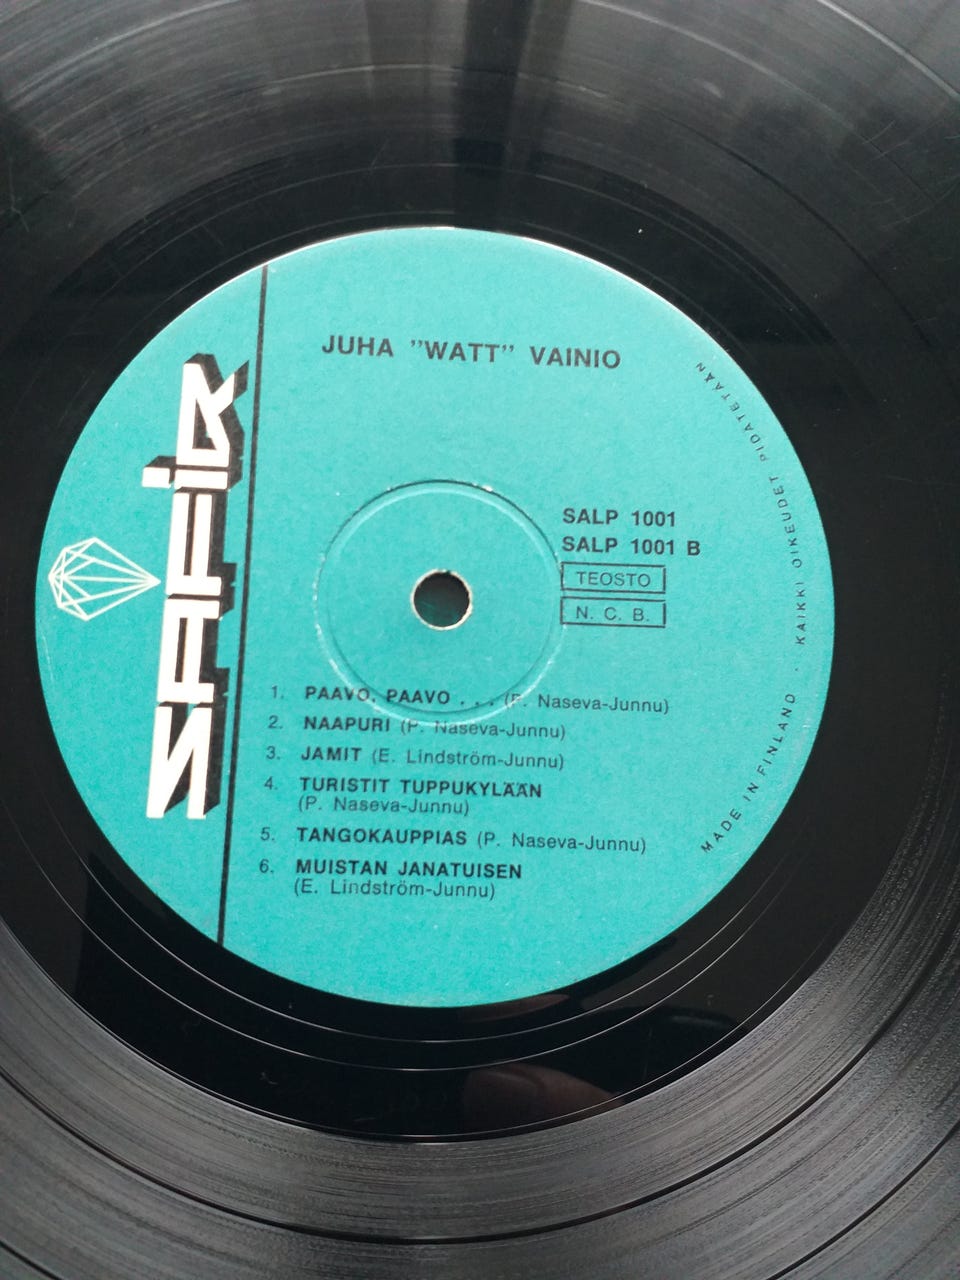 JUHA ”WATT” VAINIO
SAFIR
SALP 1001
SALP 1001 B
TEOSTO
N. C. B.
1. PAAVO, PAAVO . . . (P. Naseva-Junnu)
2. NAAPURI (P. Naseva-Junnu)
3. JAMIT (E. Lindström-Junnu)
4. TURISTIT TUPPUKYLÄÄN
(P. Naseva-Junnu)
5. TANGOKAUPPIAS (P. Naseva-Junnu)
6. MUISTAN JANATUISEN
(E. Lindström-Junnu)
MADE IN FINLAND · KAIKKI OIKEUDET PIDÄTETÄÄN